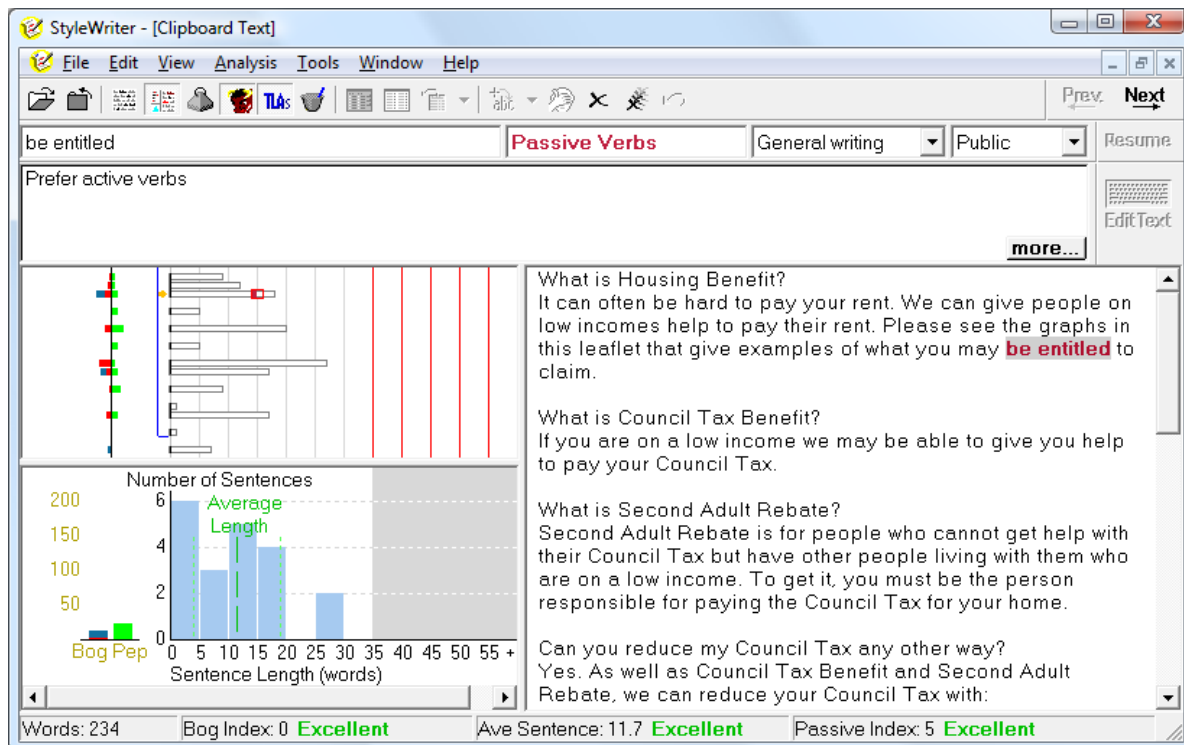 StyleWriter - [Clipboard Text]
File Edit View Analysis Tools Window Help
TLAs
Prev. Next
be entitled Passive Verbs General writing Public Resume
Prefer active verbs
Edit Text
more...
What is Housing Benefit?
It can often be hard to pay your rent. We can give people on
low incomes help to pay their rent. Please see the graphs in
this leaflet that give examples of what you may be entitled to
claim.
What is Council Tax Benefit?
If you are on a low income we may be able to give you help
to pay your Council Tax.
What is Second Adult Rebate?
Second Adult Rebate is for people who cannot get help with
their Council Tax but have other people living with them who
are on a low income. To get it, you must be the person
responsible for paying the Council Tax for your home.
Can you reduce my Council Tax any other way?
Yes. As well as Council Tax Benefit and Second Adult
Rebate, we can reduce your Council Tax with:
Number of Sentences
200
150
100
50
Bog Pep
6
4
2
0
Average
Length
0 5 10 15 20 25 30 35 40 45 50 55 +
Sentence Length (words)
Words: 234 Bog Index: 0 Excellent Ave Sentence: 11.7 Excellent Passive Index: 5 Excellent